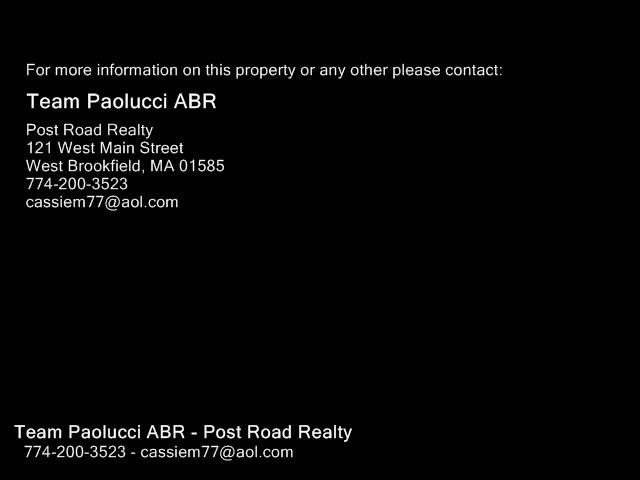 For more information on this property or any other please contact:
Team Paolucci ABR
Post Road Realty
121 West Main Street
West Brookfield, MA 01585
774-200-3523
cassiem77@aol.com
Team Paolucci ABR - Post Road Realty
774-200-3523 - cassiem77@aol.com